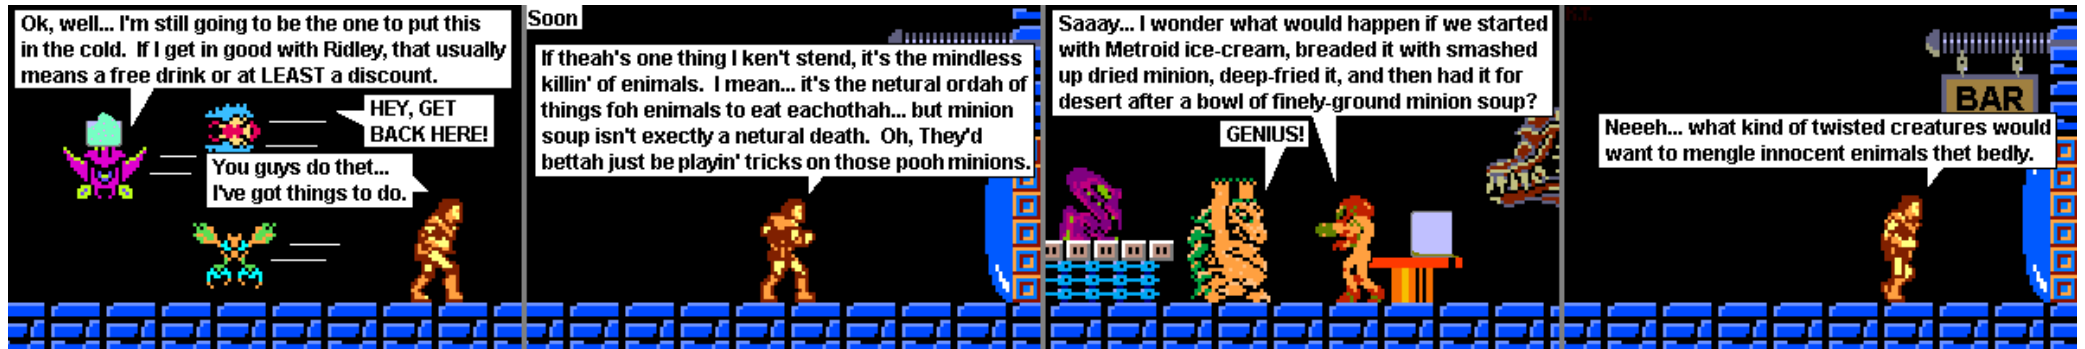 Ok, well... I'm still going to be the one to put this
in the cold. If I get in good with Ridley, that usually
means a free drink or at LEAST a discount.
HEY, GET
BACK HERE!
You guys do thet...
I've got things to do.
Soon
If theah's one thing I ken't stend, it's the mindless
killin' of enimals. I mean... it's the netural ordah of
things foh enimals to eat eachothah... but minion
soup isn't exectly a netural death. Oh, They'd
bettah just be playin' tricks on those pooh minions.
Saaay... I wonder what would happen if we started
with Metroid ice-cream, breaded it with smashed
up dried minion, deep-fried it, and then had it for
desert after a bowl of finely-ground minion soup?
GENIUS!
K.T.
BAR
Neeeh... what kind of twisted creatures would
want to mengle innocent enimals thet bedly.